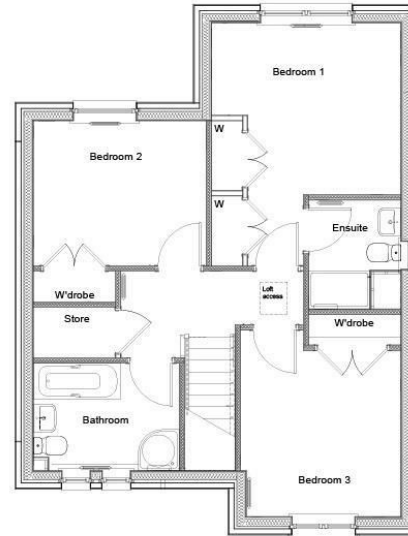 Bedroom 1
W
Bedroom 2
W
Ensuite
W'drobe
Loft
access
Store
W'drobe
Bathroom
Bedroom 3